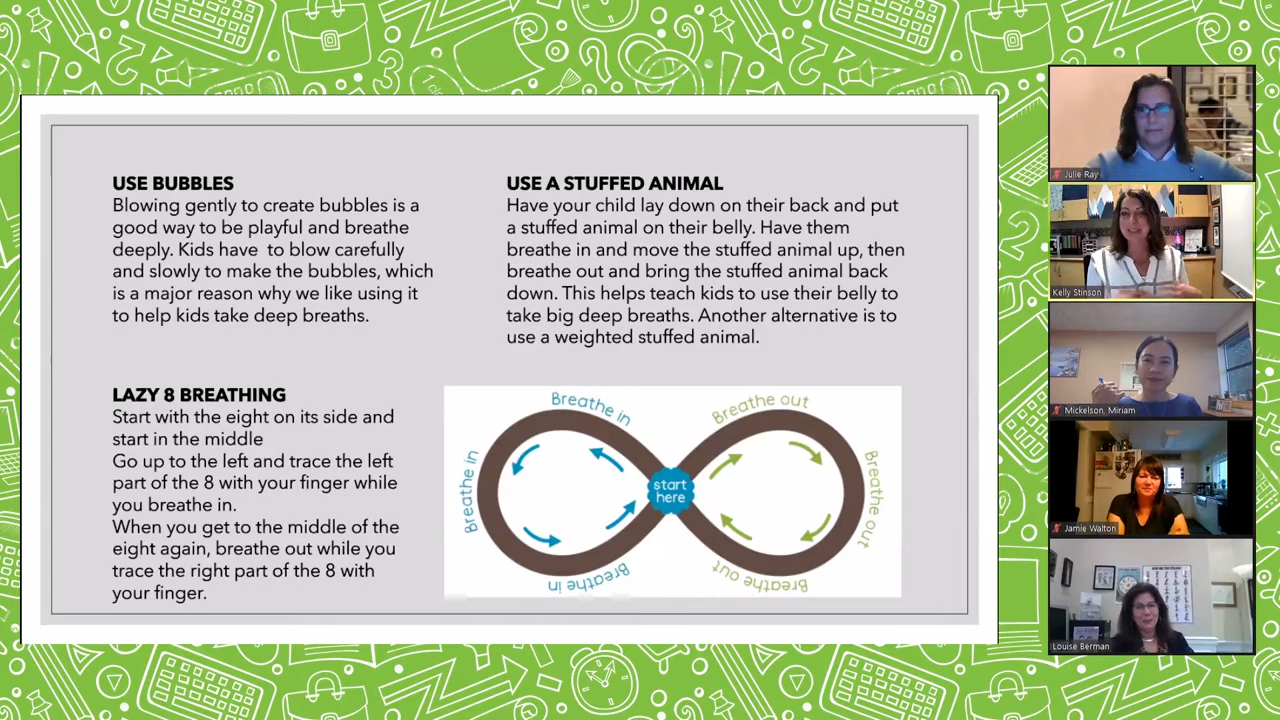 USE BUBBLES
Blowing gently to create bubbles is a
good way to be playful and breathe
deeply. Kids have  to blow carefully
and slowly to make the bubbles, which
is a major reason why we like using it
to help kids take deep breaths.
USE A STUFFED ANIMAL
Have your child lay down on their back and put
a stuffed animal on their belly. Have them
breathe in and move the stuffed animal up, then
breathe out and bring the stuffed animal back
down. This helps teach kids to use their belly to
take big deep breaths. Another alternative is to
use a weighted stuffed animal.
LAZY 8 BREATHING
Start with the eight on its side and
start in the middle
Go up to the left and trace the left
part of the 8 with your finger while
you breathe in.
When you get to the middle of the
eight again, breathe out while you
trace the right part of the 8 with
your finger.
Breathe in
Breathe in
Breathe in
start
here
Breathe out
Breathe out
Breathe out
Julie Ray
Kelly Stinson
Mickelson, Miriam
Jamie Walton
Louise Berman